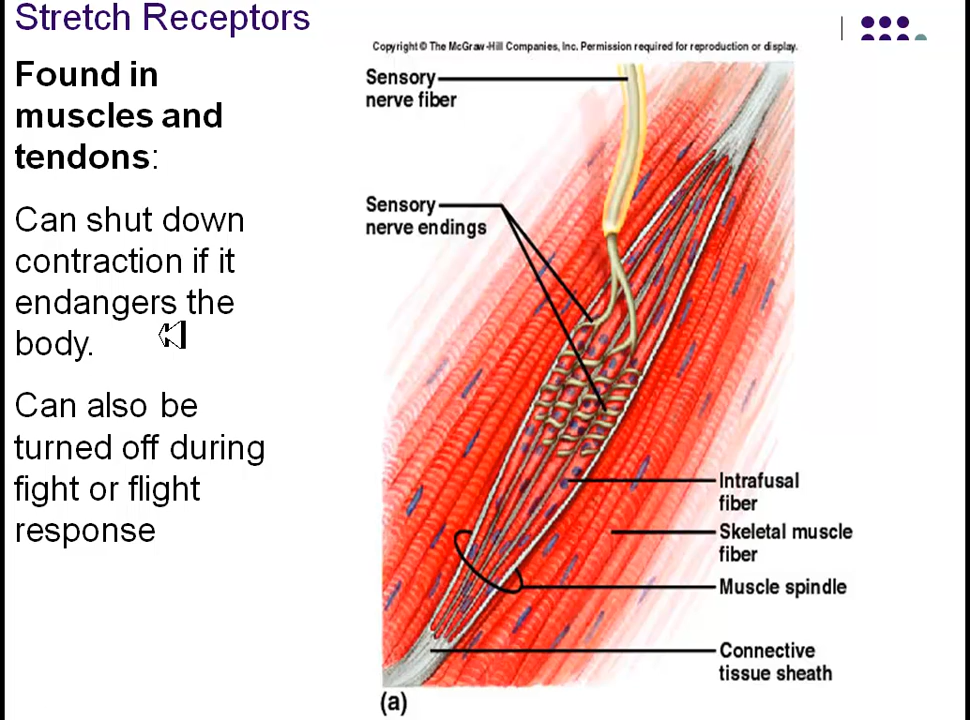 Stretch Receptors
Copyright © The McGraw-Hill Companies, Inc. Permission required for reproduction or display.
Found in
muscles and
tendons:
Can shut down
contraction if it
endangers the
body.
Can also be
turned off during
fight or flight
response
Sensory
nerve fiber
Sensory
nerve endings
Intrafusal
fiber
Skeletal muscle
fiber
Muscle spindle
Connective
tissue sheath
(a)